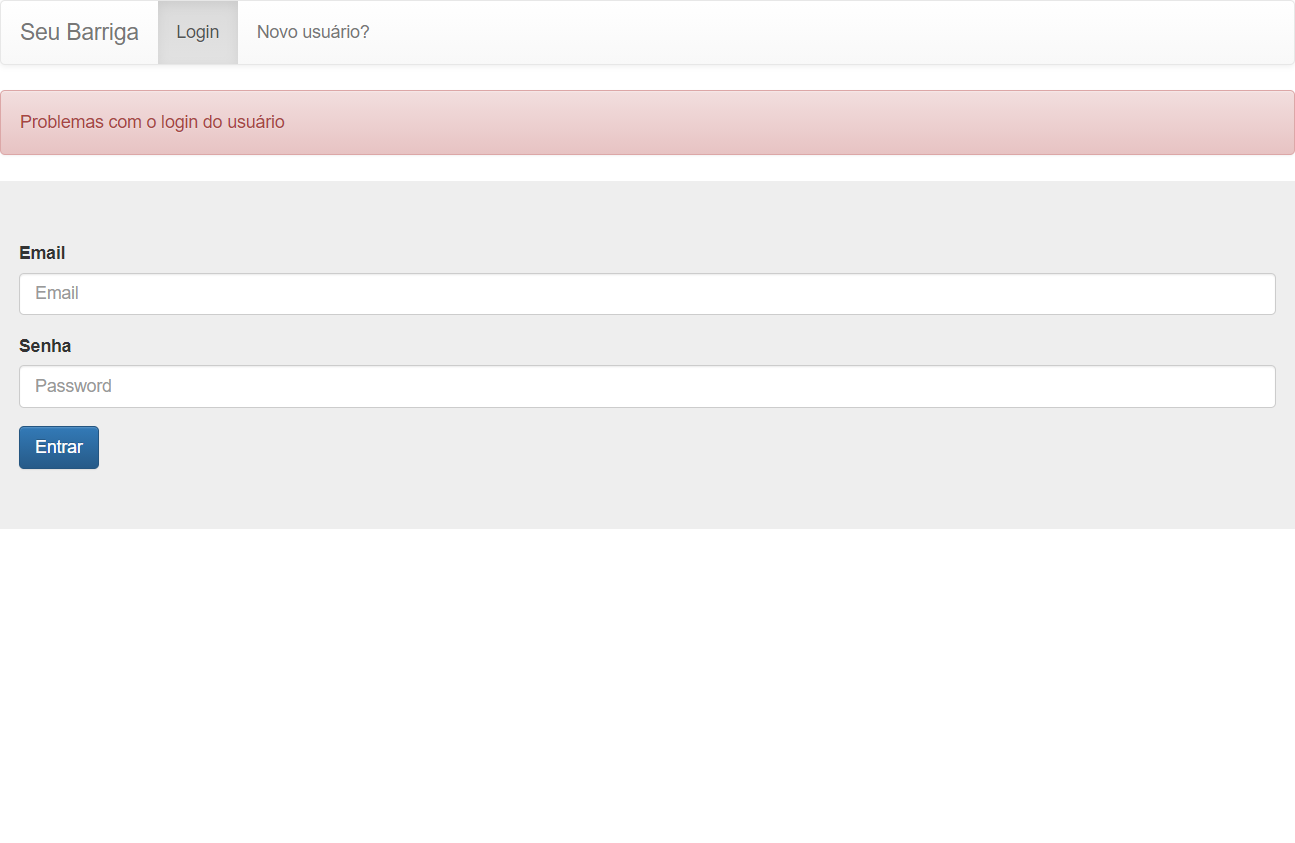 Seu Barriga Login Novo usuário?
Problemas com o login do usuário
Email
Email
Senha
Password
Entrar